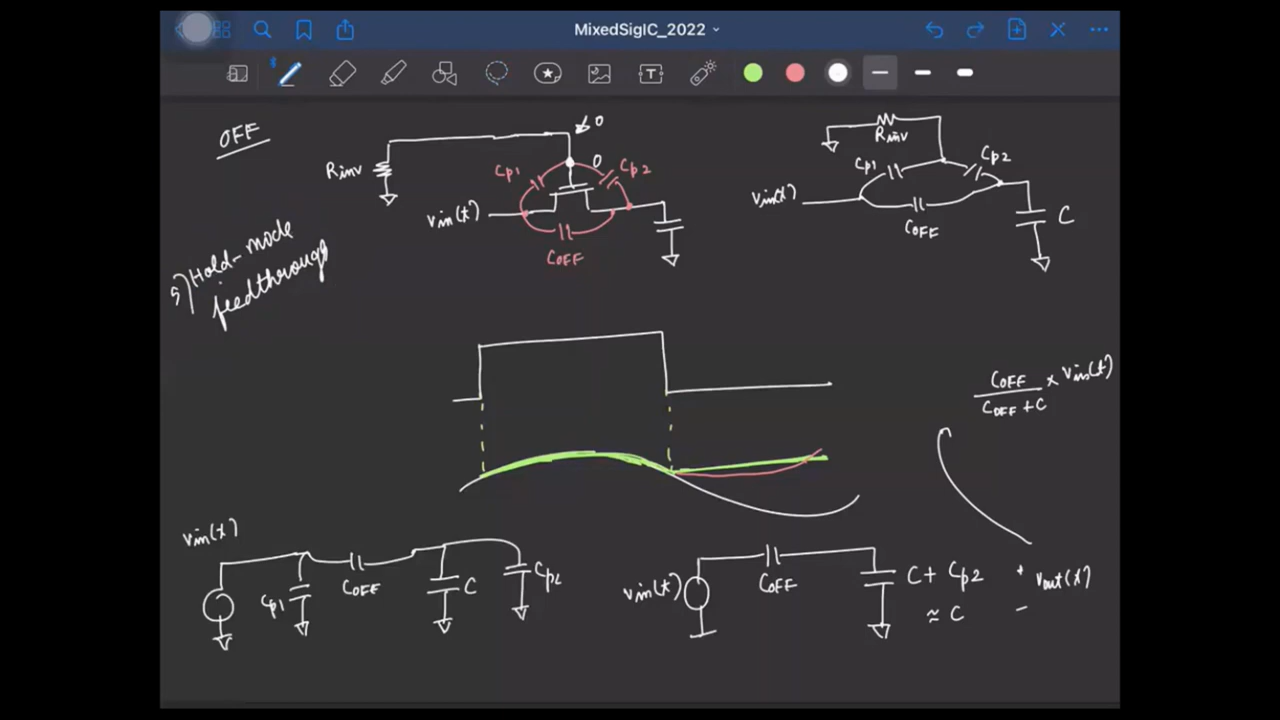 MixedSigIC_2022
OFF
Rinv
0
0
Cp1
Cp2
vin(t)
COFF
Rinv
Cp1
Cp2
vin(t)
COFF
C
5) Hold-mode
feedthrough
COFF
COFF + C
× vin(t)
vin(t)
Cp1
COFF
C
Cp2
vin(t)
COFF
C + Cp2
≈ C
+
vout(t)
−